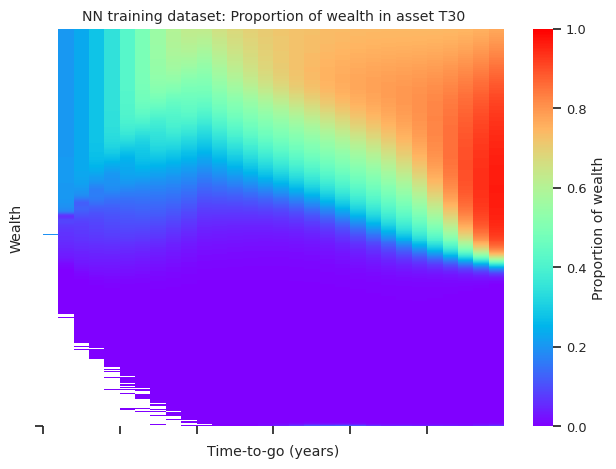 NN training dataset: Proportion of wealth in asset T30
Wealth
Time-to-go (years)
1.0
0.8
0.6
0.4
0.2
0.0
Proportion of wealth